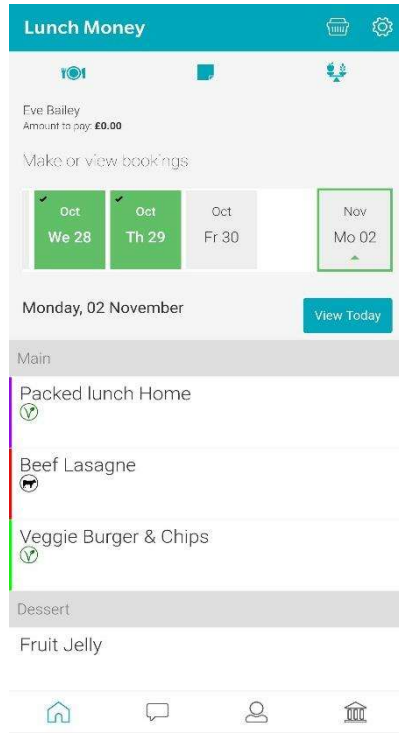 Lunch Money
Eve Bailey
Amount to pay: £0.00
Make or view bookings
Oct Oct Oct Nov
We 28 Th 29 Fr 30 Mo 02
Monday, 02 November
View Today
Main
Packed lunch Home
Beef Lasagne
Veggie Burger & Chips
Dessert
Fruit Jelly